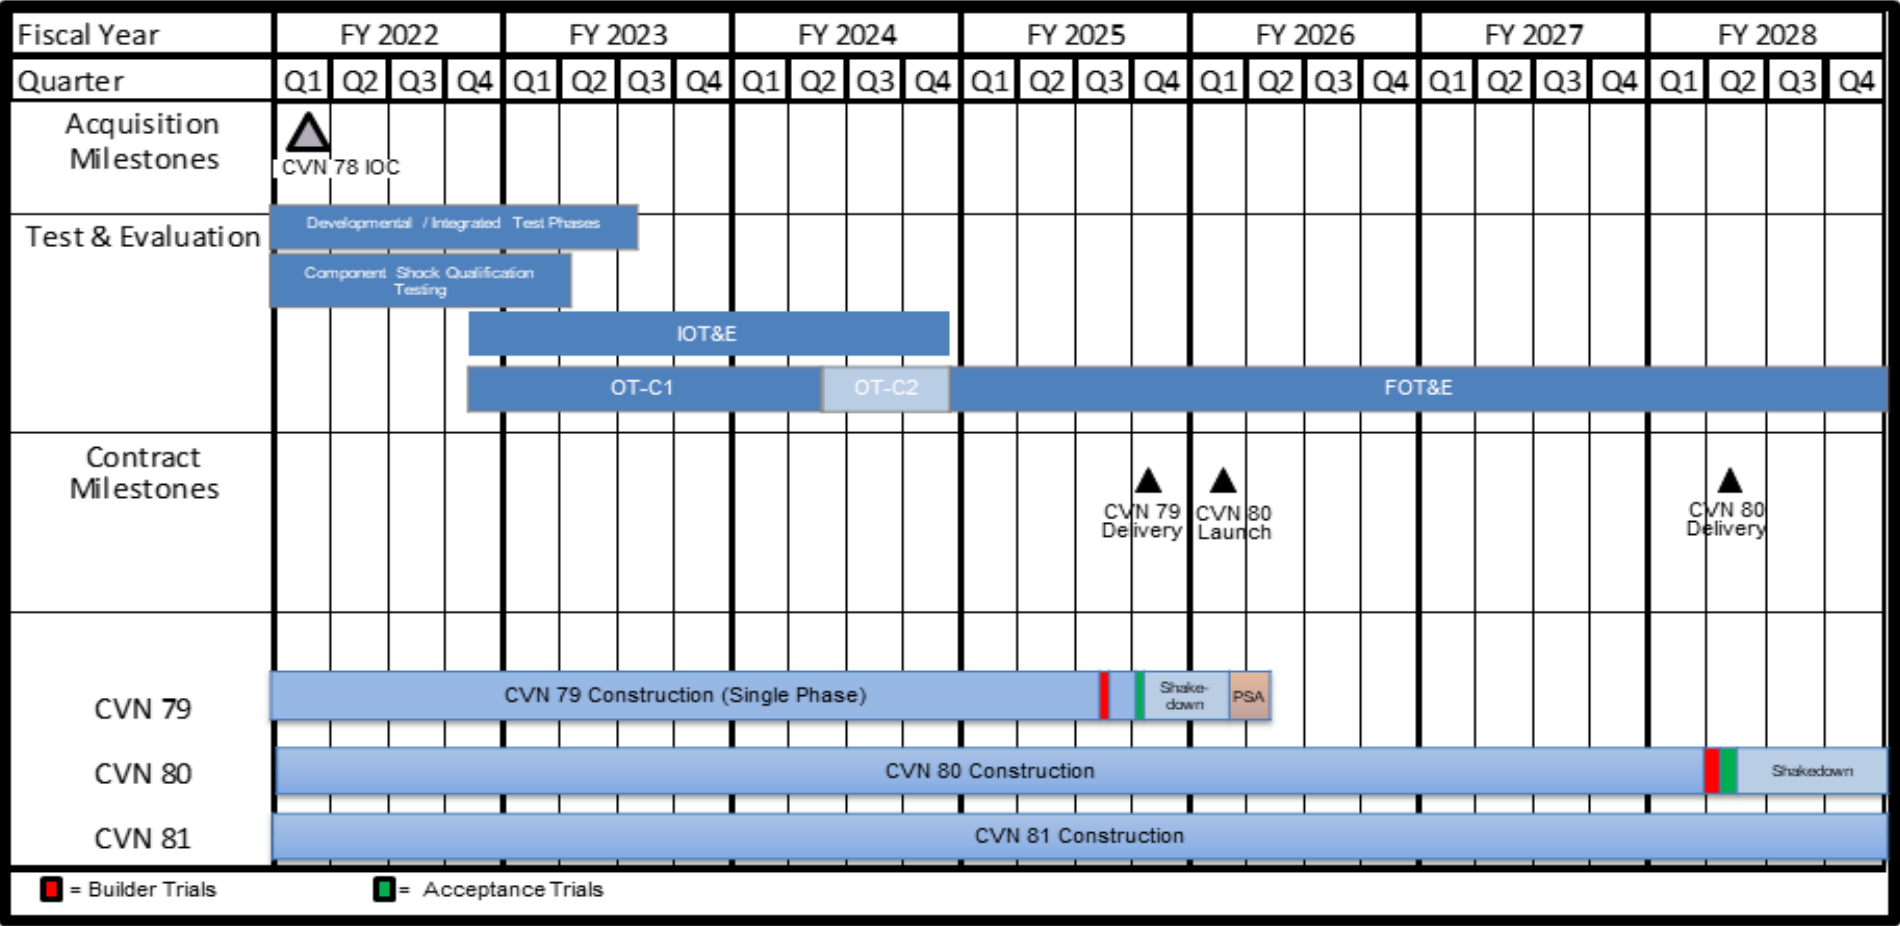 Fiscal Year FY 2022 FY 2023 FY 2024 FY 2025 FY 2026 FY 2027 FY 2028
Quarter Q1 Q2 Q3 Q4 Q1 Q2 Q3 Q4 Q1 Q2 Q3 Q4 Q1 Q2 Q3 Q4 Q1 Q2 Q3 Q4 Q1 Q2 Q3 Q4 Q1 Q2 Q3 Q4
Acquisition
Milestones
CVN 78 IOC
Test & Evaluation
Developmental / Integrated Test Phases
Component Shock Qualification
Testing
IOT&E
OT-C1 OT-C2 FOT&E
Contract
Milestones
CVN 79
Delivery
CVN 80
Launch
CVN 80
Delivery
CVN 79
CVN 79 Construction (Single Phase)
Shake-
down
PSA
CVN 80
CVN 80 Construction
Shakedown
CVN 81
CVN 81 Construction
= Builder Trials
= Acceptance Trials